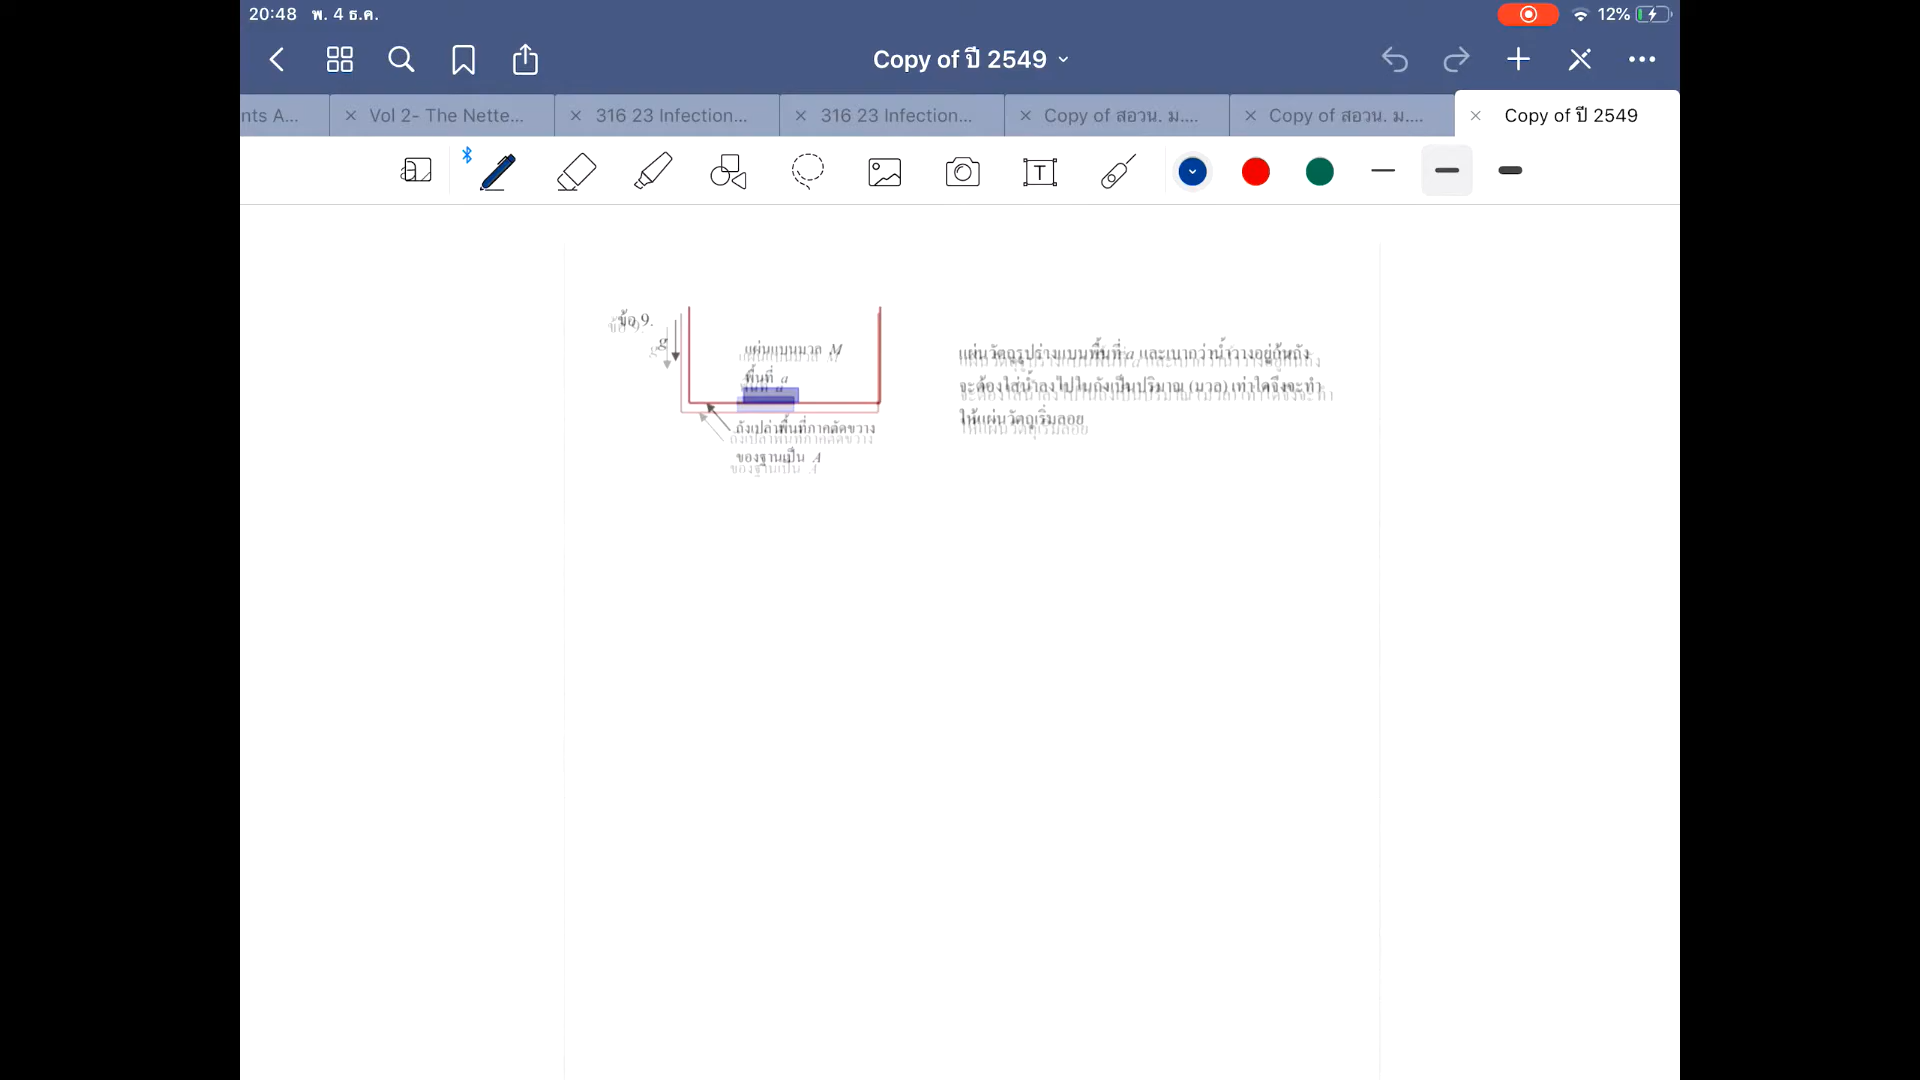 20:48 พ. 4 ธ.ค.
12%
Copy of ปี 2549
nts A...
Vol 2- The Nette...
316 23 Infection...
316 23 Infection...
Copy of สอวน. ม....
Copy of สอวน. ม....
Copy of ปี 2549
T
ข้อ 9.
g
แผ่นแบนมวล M
พื้นที่ a
ถังเปล่าพื้นที่ภาคตัดขวาง
ของฐานเป็น A
แผ่นวัตถุรูปร่างแบนพื้นที่ a และเบากว่าน้ำวางอยู่ก้นถัง
จะต้องใส่น้ำลงไปในถังเป็นปริมาณ (มวล) เท่าใดจึงจะทำ
ให้แผ่นวัตถุเริ่มลอย